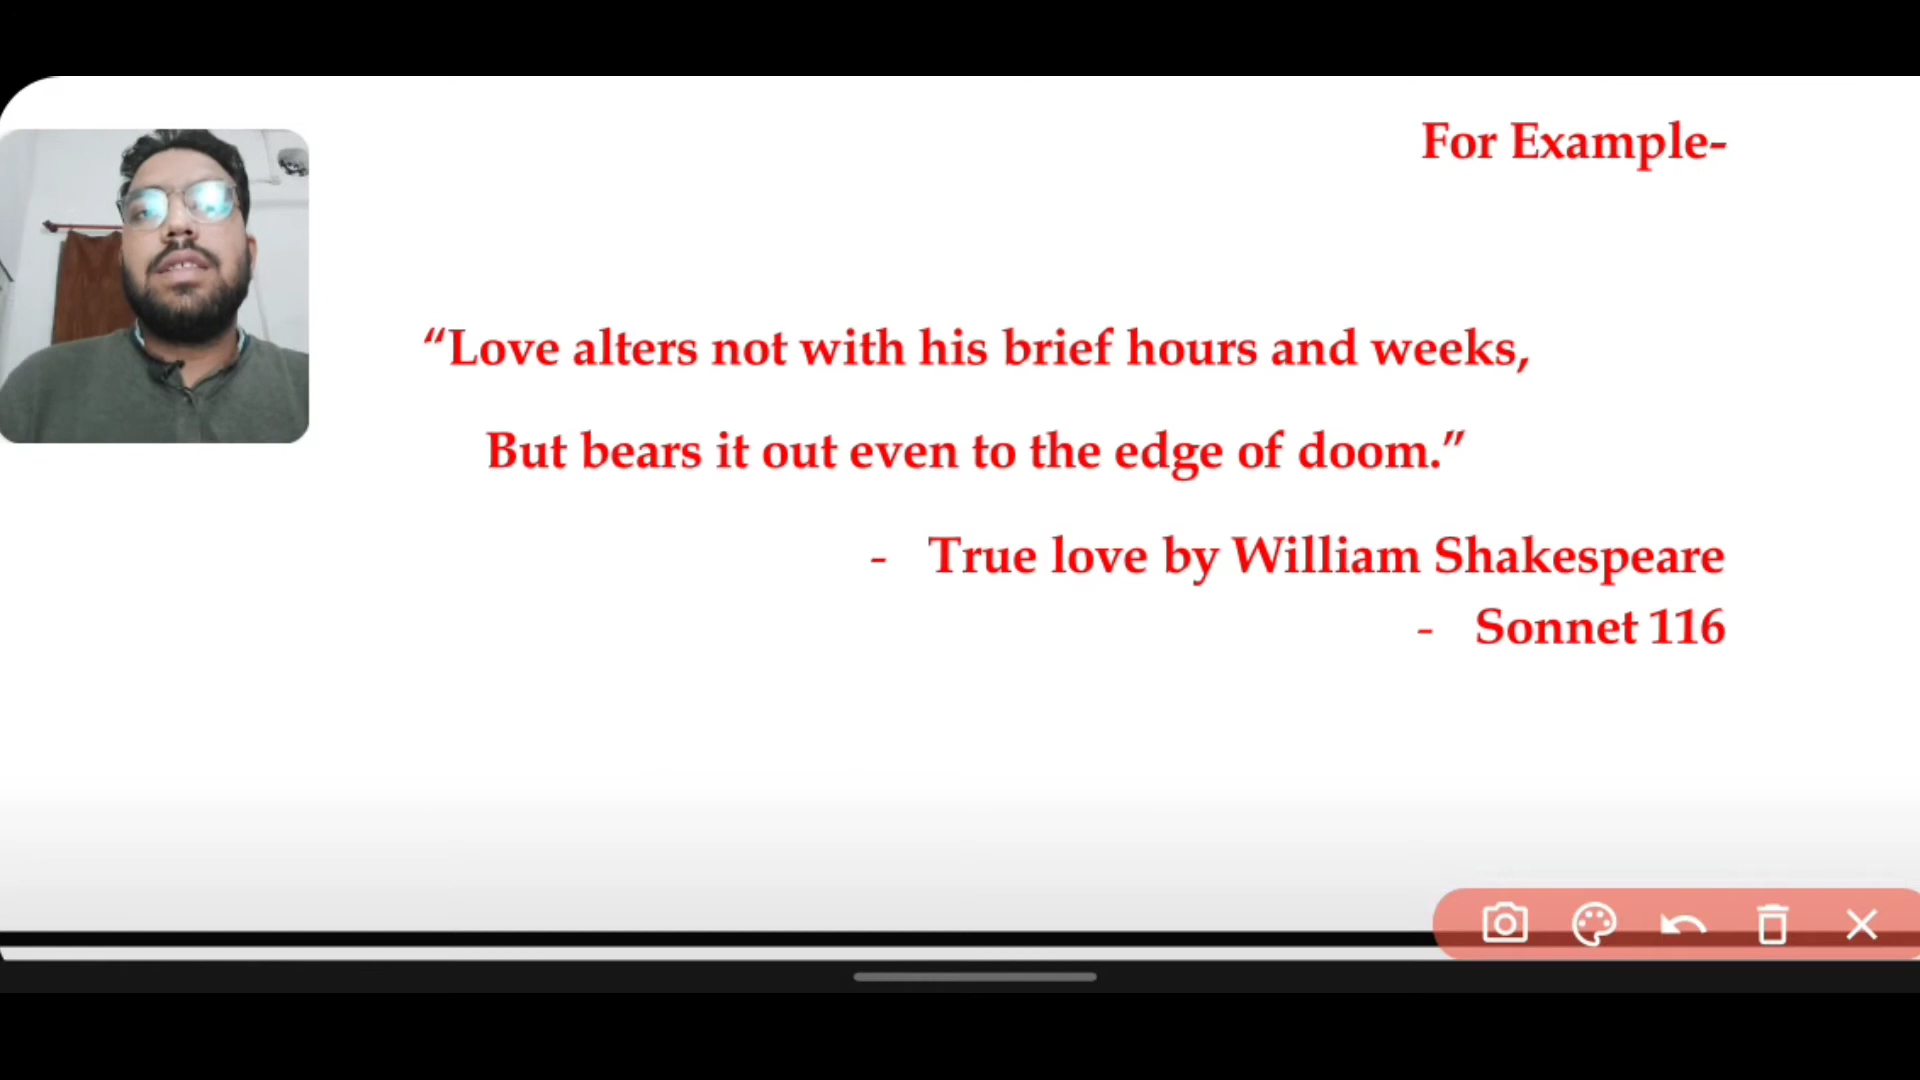 For Example-
“Love alters not with his brief hours and weeks,
But bears it out even to the edge of doom.”
- True love by William Shakespeare
- Sonnet 116